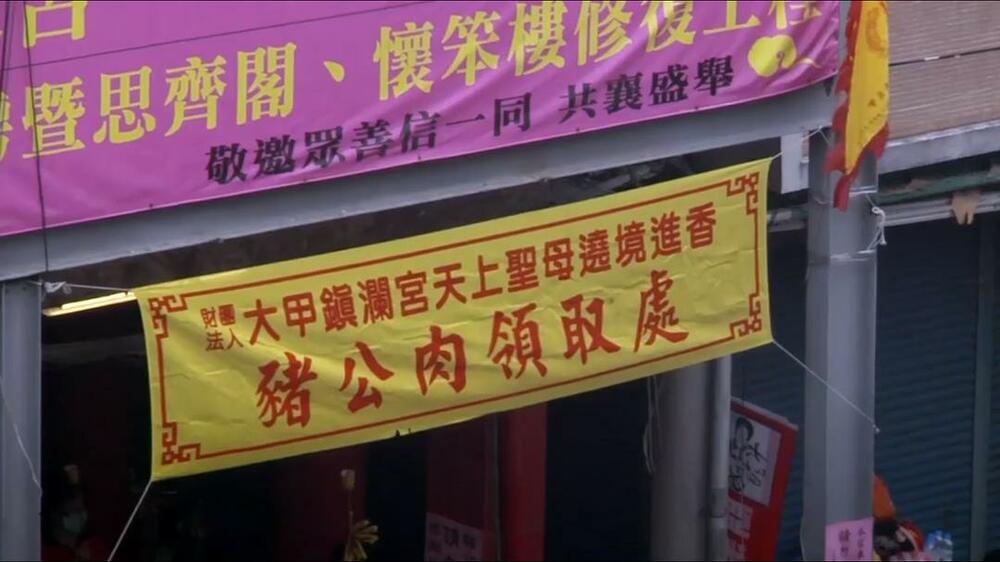 暨思齊閣、懷笨樓修復工程
敬邀眾善信一同 共襄盛舉
財團法人
大甲鎮瀾宮天上聖母遶境進香
豬公肉領取處